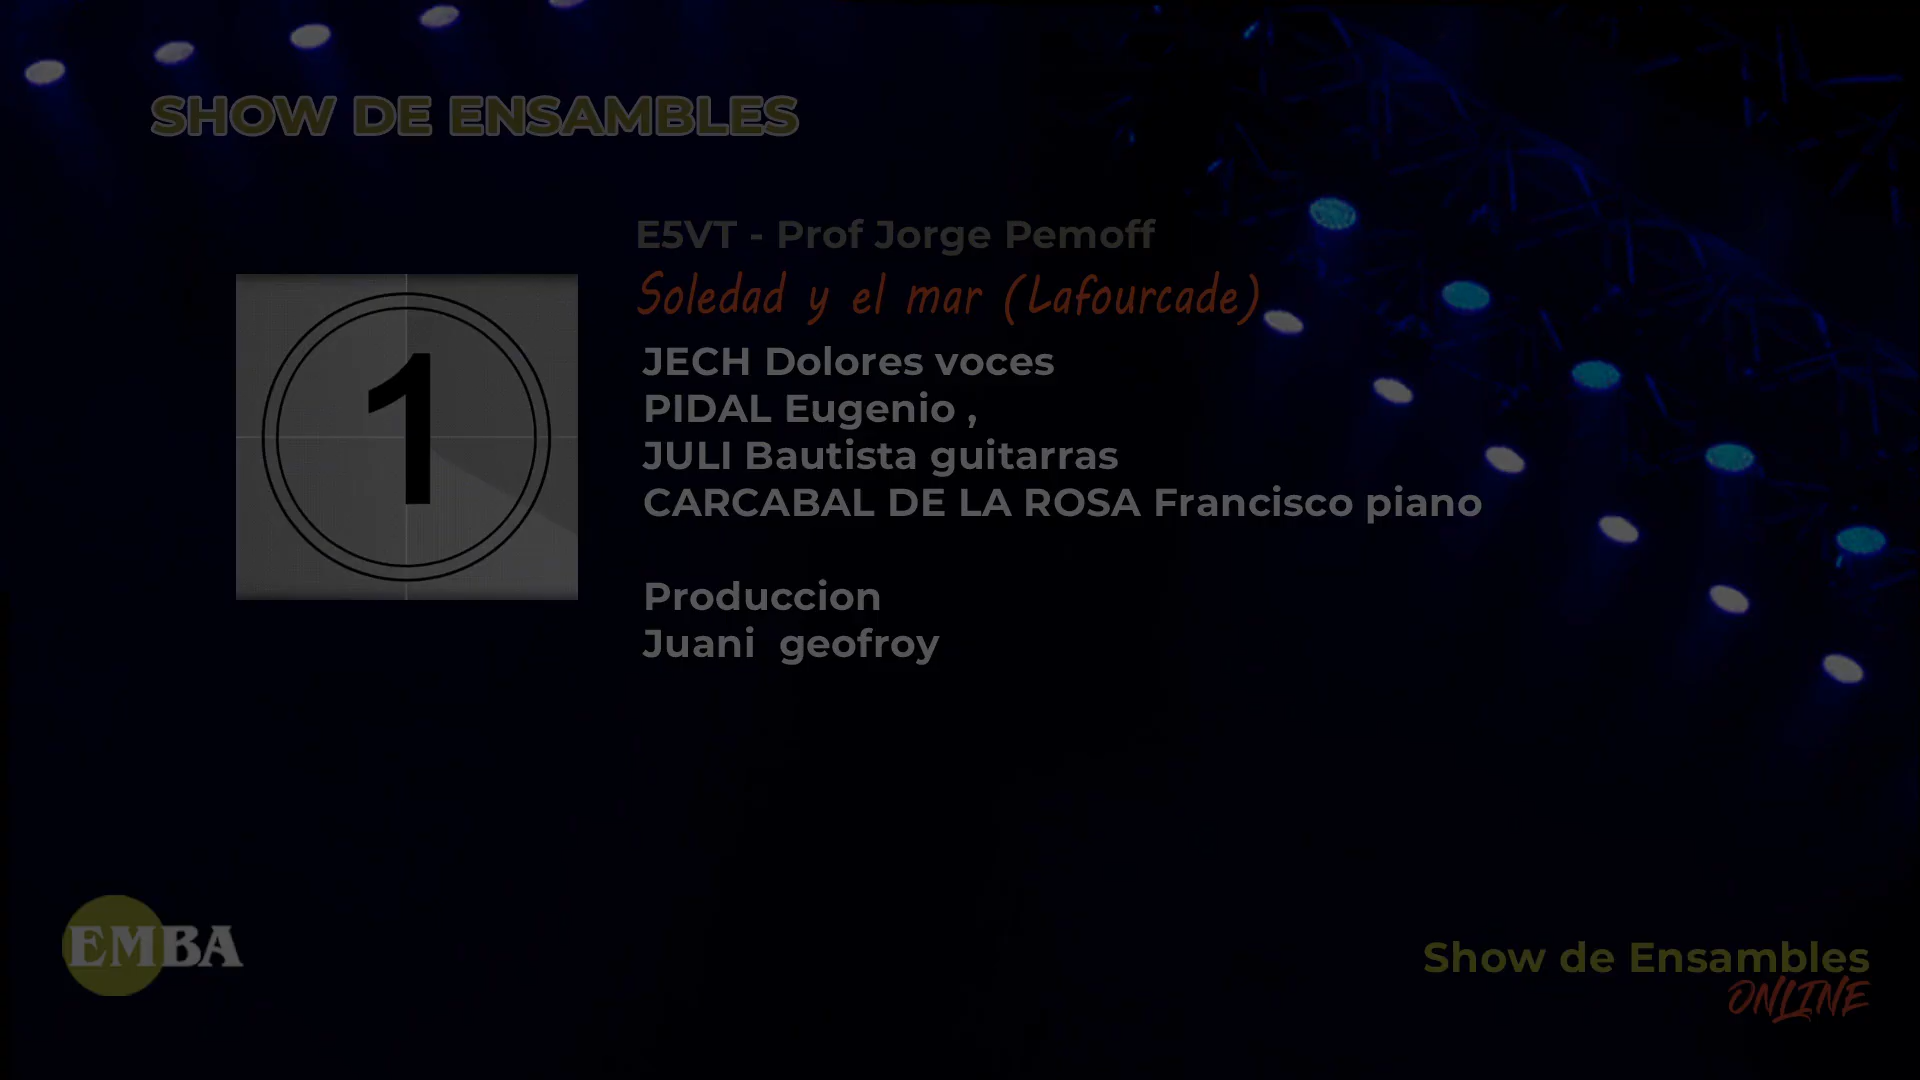 SHOW DE ENSAMBLES
E5VT - Prof Jorge Pemoff
Soledad y el mar (Lafourcade)
1
JECH Dolores voces
PIDAL Eugenio ,
JULI Bautista guitarras
CARCABAL DE LA ROSA Francisco piano
Produccion
Juani geofroy
EMBA
Show de Ensambles
ONLINE